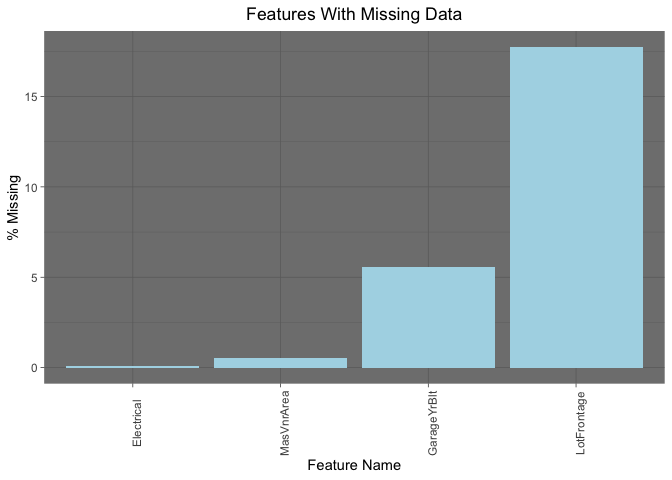 Features With Missing Data
% Missing
15
10
5
0
Electrical
MasVnrArea
GarageYrBlt
LotFrontage
Feature Name